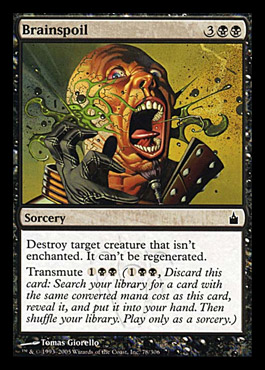 Brainspoil 3
Sorcery
Destroy target creature that isn't
enchanted. It can't be regenerated.
Transmute 1 (1, Discard this
card: Search your library for a card with
the same converted mana cost as this card,
reveal it, and put it into your hand. Then
shuffle your library. Play only as a sorcery.)
Tomas Giorello
™ & © 1993-2005 Wizards of the Coast, Inc. 78/306